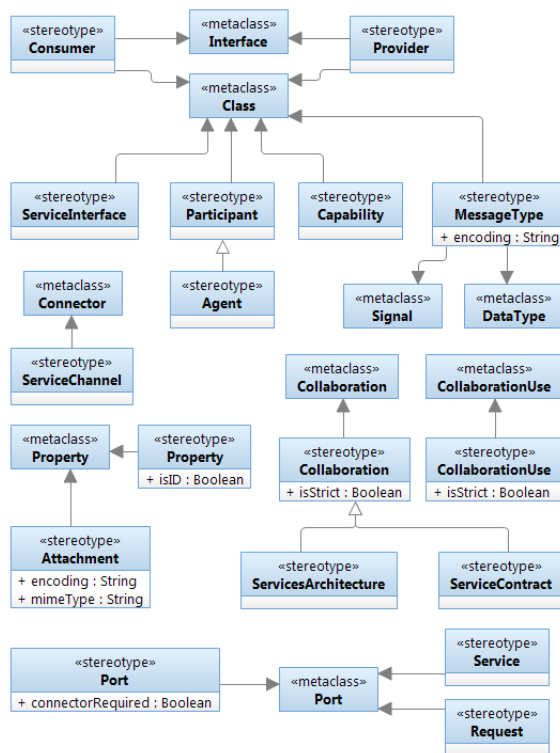 «stereotype»
Consumer
«metaclass»
Interface
«stereotype»
Provider
«metaclass»
Class
«stereotype»
ServiceInterface
«stereotype»
Participant
«stereotype»
Capability
«stereotype»
MessageType
+ encoding : String
«metaclass»
Connector
«stereotype»
Agent
«metaclass»
Signal
«metaclass»
DataType
«stereotype»
ServiceChannel
«metaclass»
Collaboration
«metaclass»
CollaborationUse
«metaclass»
Property
«stereotype»
Property
+ isID : Boolean
«stereotype»
Collaboration
+ isStrict : Boolean
«stereotype»
CollaborationUse
+ isStrict : Boolean
«stereotype»
Attachment
+ encoding : String
+ mimeType : String
«stereotype»
ServicesArchitecture
«stereotype»
ServiceContract
«stereotype»
Port
+ connectorRequired : Boolean
«metaclass»
Port
«stereotype»
Service
«stereotype»
Request